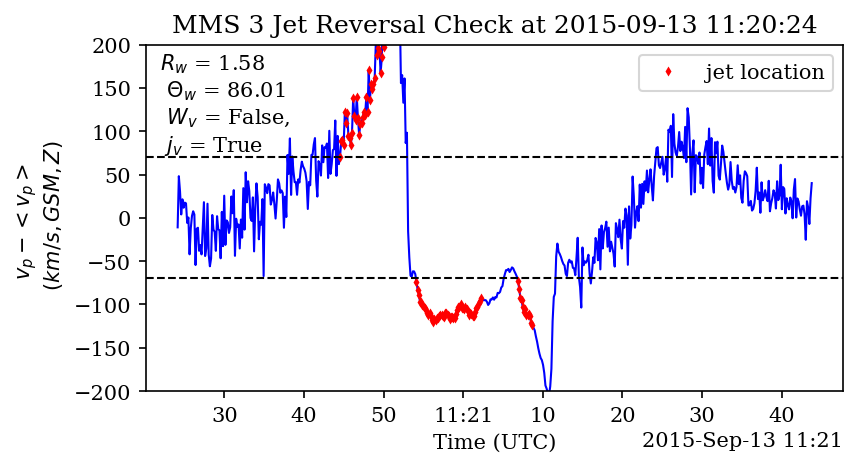 MMS 3 Jet Reversal Check at 2015-09-13 11:20:24
R_w = 1.58
Θ_w = 86.01
W_v = False,
j_v = True
jet location
200
150
100
50
0
−50
−100
−150
−200
v_p − < v_p >
(km/s, GSM, Z)
30 40 50 11:21 10 20 30 40
Time (UTC)
2015-Sep-13 11:21